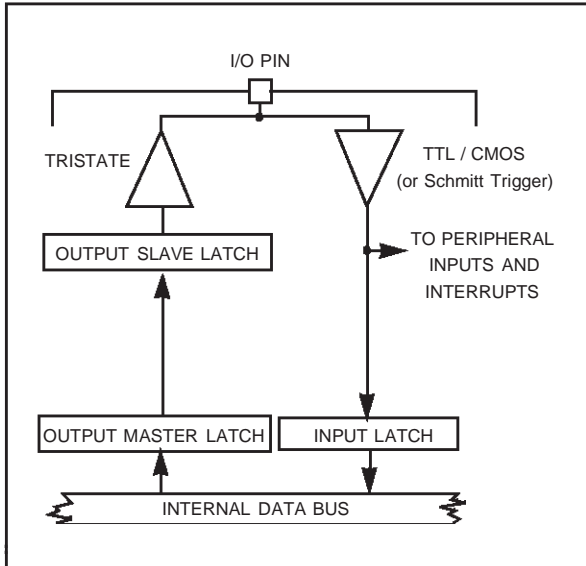 I/O PIN
TRISTATE
TTL / CMOS
(or Schmitt Trigger)
TO PERIPHERAL
INPUTS AND
INTERRUPTS
OUTPUT SLAVE LATCH
OUTPUT MASTER LATCH
INPUT LATCH
INTERNAL DATA BUS